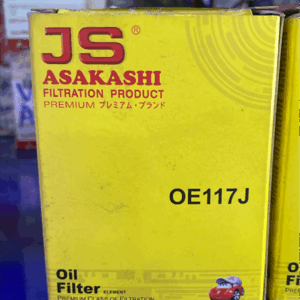 JS®
ASAKASHI
FILTRATION PRODUCT
PREMIUM プレミアム・ブランド
OE117J
Oil
Filter ELEMENT
PREMIUM CLASS OF FILTRATION